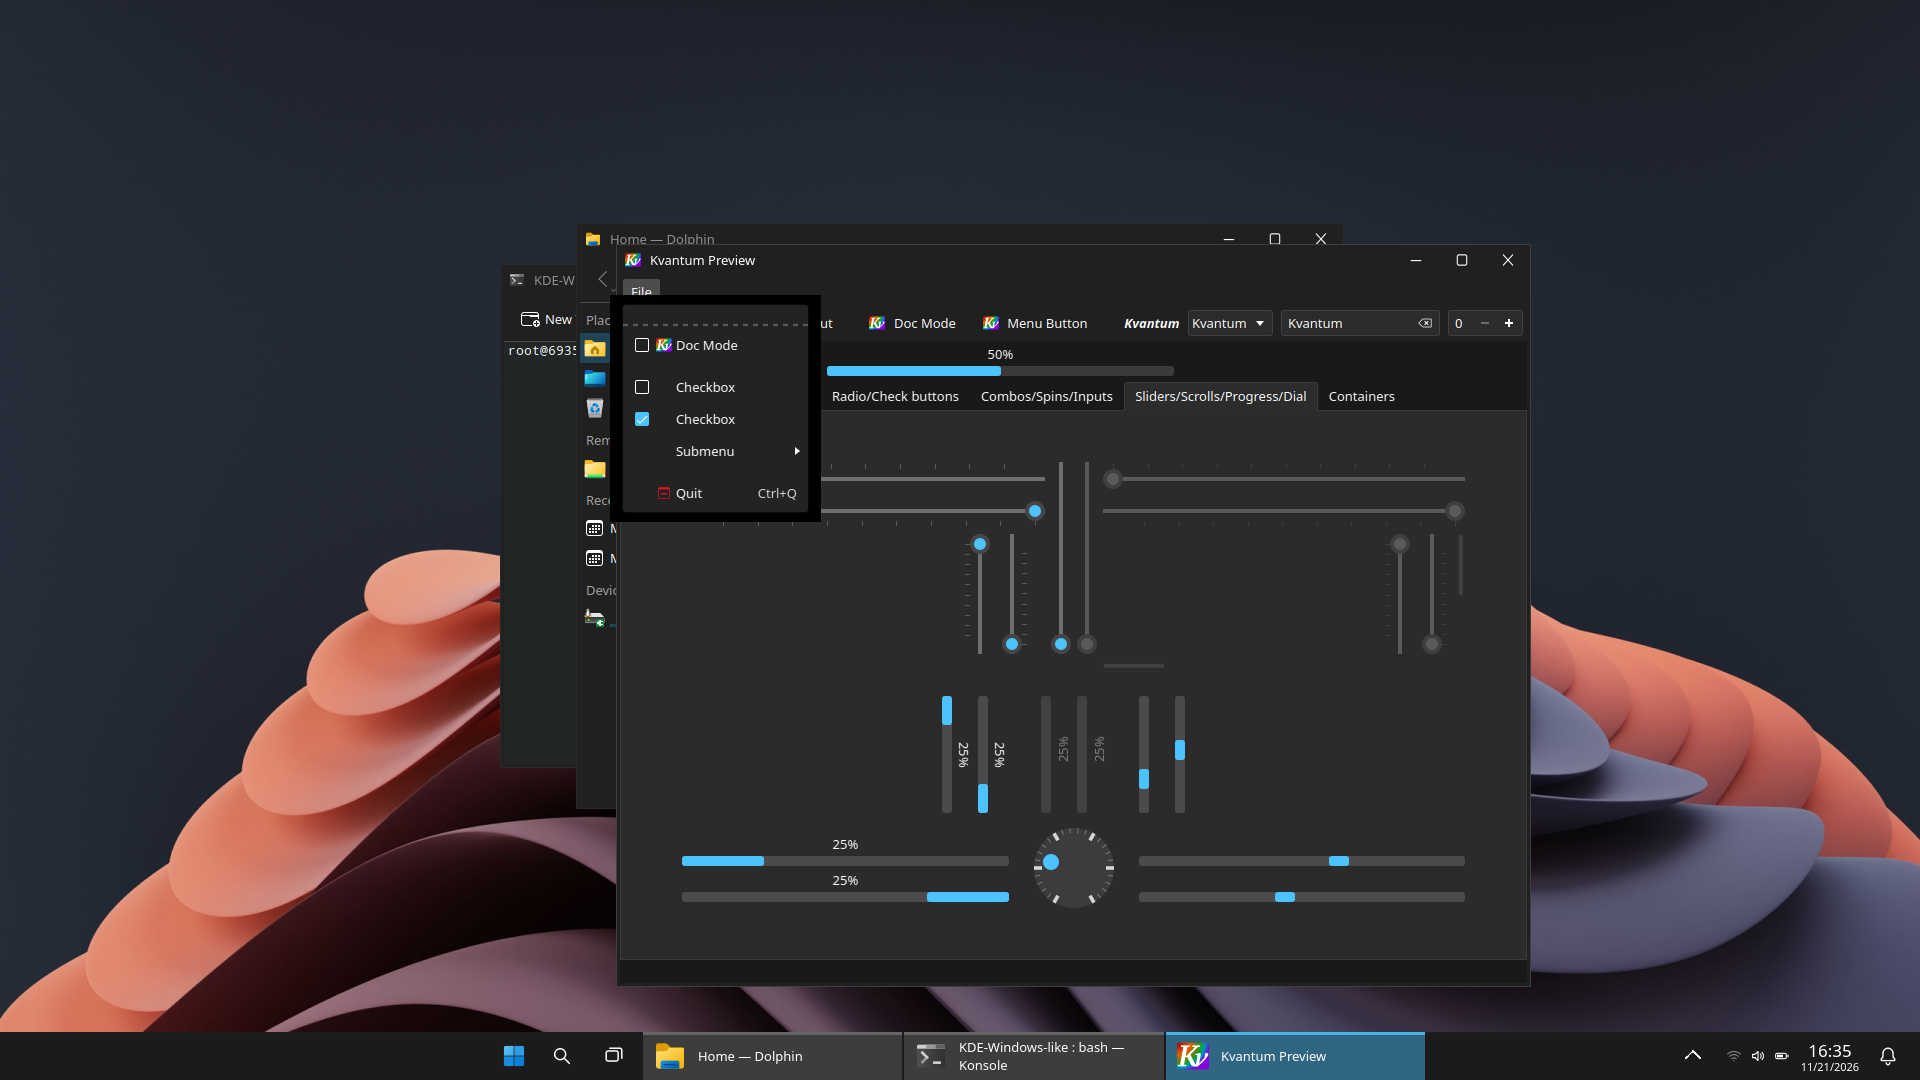 Home — Dolphin
Kvantum Preview
KDE-W
File
New
Plac
ut
Doc Mode
Menu Button
Kvantum
Kvantum
Kvantum
0
root@6935
Doc Mode
50%
Checkbox
Radio/Check buttons
Combos/Spins/Inputs
Sliders/Scrolls/Progress/Dial
Containers
Checkbox
Rem
Submenu
Rece
Quit
Ctrl+Q
M
M
Devic
25%
25%
25%
25%
25%
25%
Home — Dolphin
KDE-Windows-like : bash —
Konsole
Kvantum Preview
16:35
11/21/2026